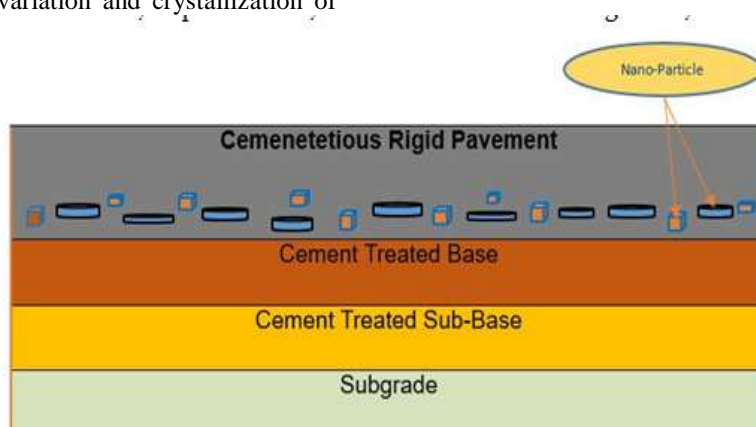 variation and crystallization of
Nano-Particle
Cemenetetious Rigid Pavement
Cement Treated Base
Cement Treated Sub-Base
Subgrade